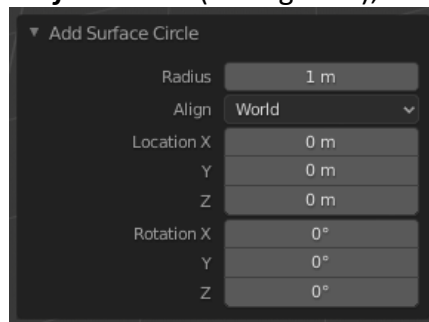 Add Surface Circle
Radius 1 m
Align World
Location X 0 m
Y 0 m
Z 0 m
Rotation X 0°
Y 0°
Z 0°